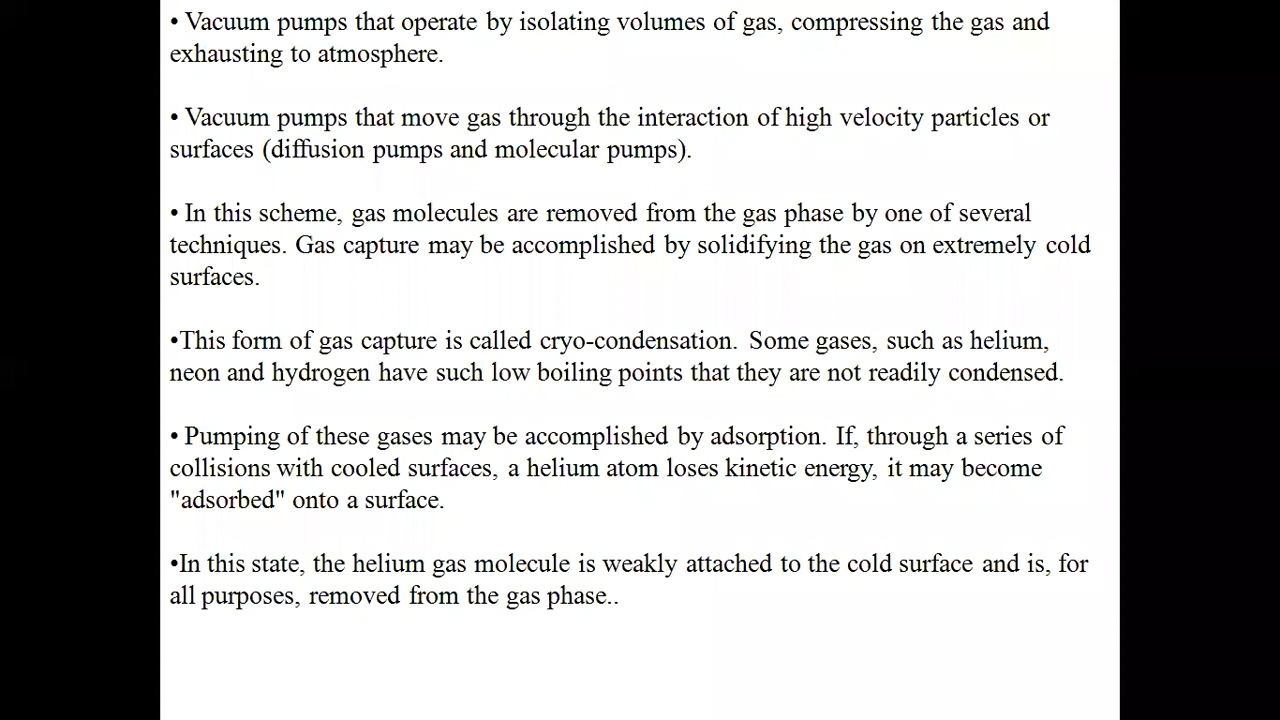 • Vacuum pumps that operate by isolating volumes of gas, compressing the gas and
exhausting to atmosphere.
• Vacuum pumps that move gas through the interaction of high velocity particles or
surfaces (diffusion pumps and molecular pumps).
• In this scheme, gas molecules are removed from the gas phase by one of several
techniques. Gas capture may be accomplished by solidifying the gas on extremely cold
surfaces.
•This form of gas capture is called cryo-condensation. Some gases, such as helium,
neon and hydrogen have such low boiling points that they are not readily condensed.
• Pumping of these gases may be accomplished by adsorption. If, through a series of
collisions with cooled surfaces, a helium atom loses kinetic energy, it may become
"adsorbed" onto a surface.
•In this state, the helium gas molecule is weakly attached to the cold surface and is, for
all purposes, removed from the gas phase..